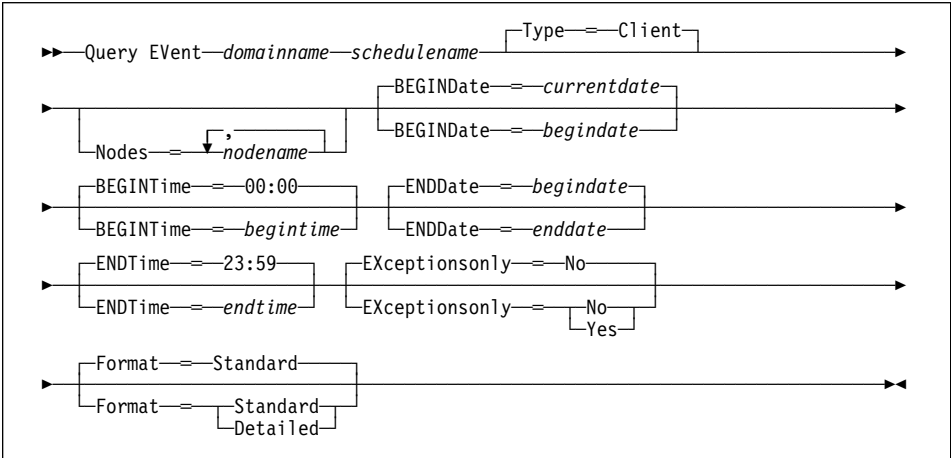 Type = Client
Query EVent domainname schedulename
BEGINDate = currentdate
,
BEGINDate = begindate
Nodes = nodename
BEGINTime = 00:00 ENDDate = begindate
BEGINTime = begintime ENDDate = enddate
ENDTime = 23:59 EXceptionsonly = No
ENDTime = endtime EXceptionsonly = No
Yes
Format = Standard
Format = Standard
Detailed